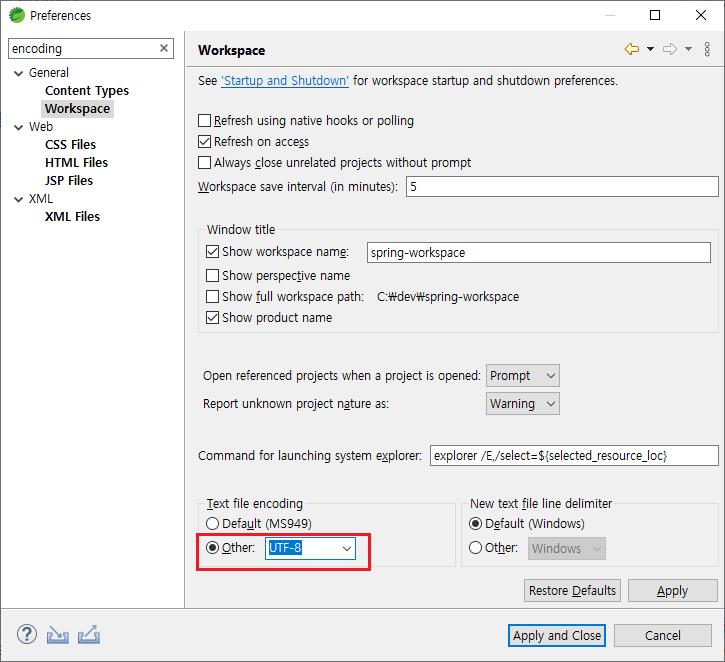 Preferences
encoding
General
Content Types
Workspace
Web
CSS Files
HTML Files
JSP Files
XML
XML Files
Workspace
See 'Startup and Shutdown' for workspace startup and shutdown preferences.
Refresh using native hooks or polling
Refresh on access
Always close unrelated projects without prompt
Workspace save interval (in minutes): 5
Window title
Show workspace name: spring-workspace
Show perspective name
Show full workspace path: C:₩dev₩spring-workspace
Show product name
Open referenced projects when a project is opened: Prompt
Report unknown project nature as: Warning
Command for launching system explorer: explorer /E,/select=${selected_resource_loc}
Text file encoding
Default (MS949)
Other: UTF-8
New text file line delimiter
Default (Windows)
Other: Windows
Restore Defaults Apply
Apply and Close Cancel